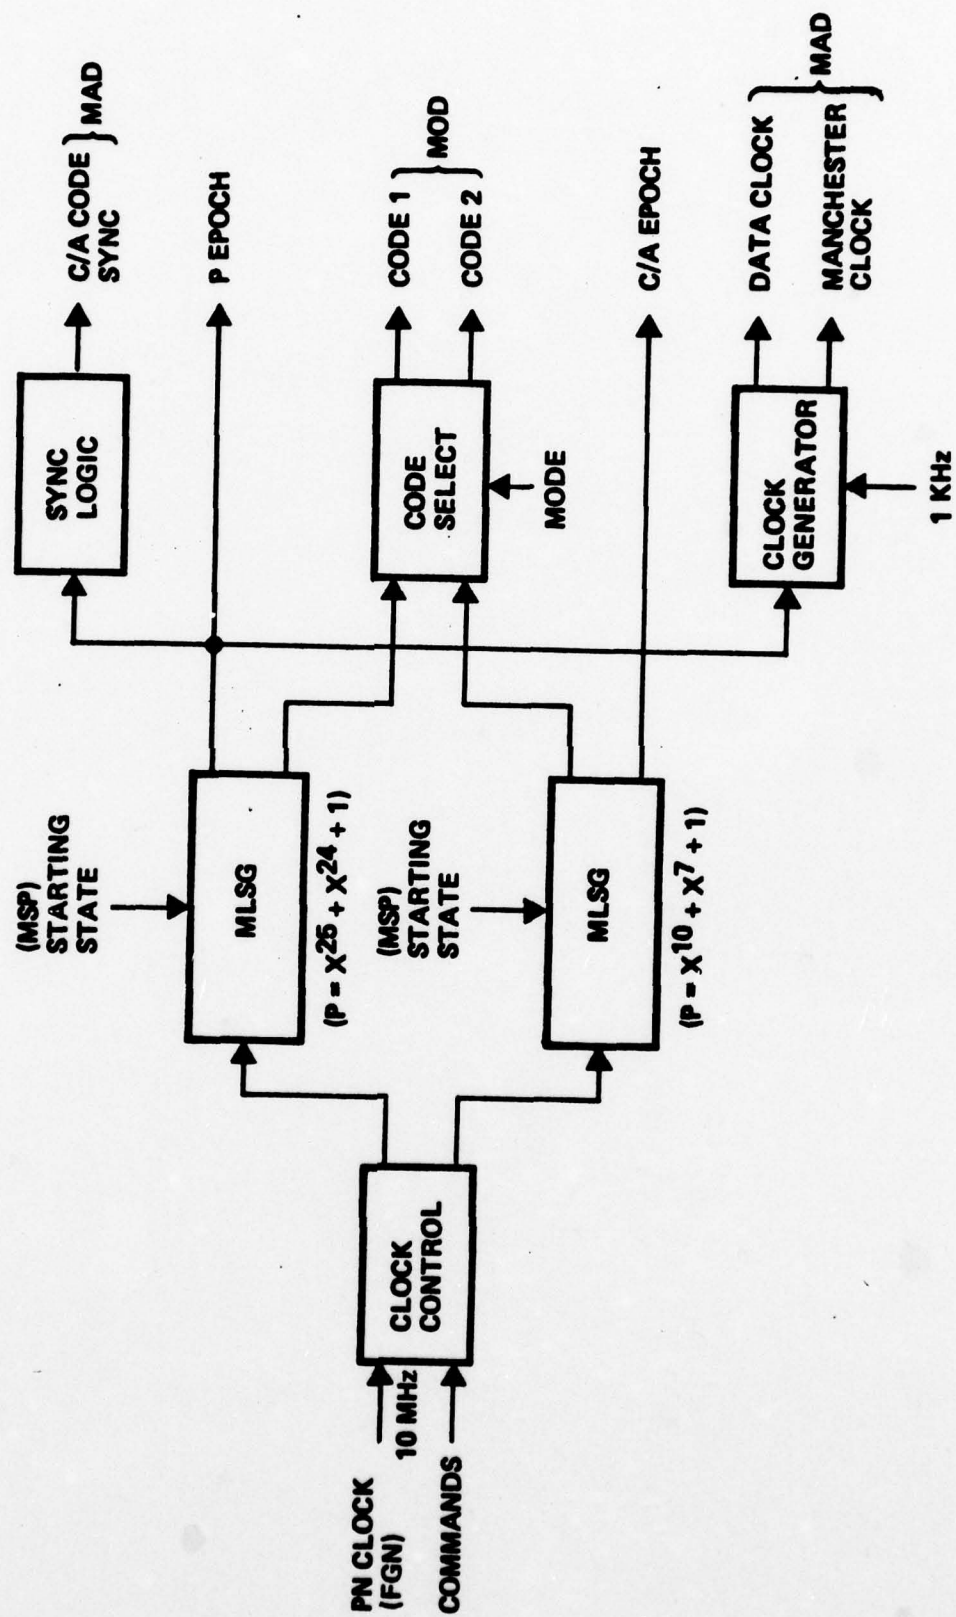 PN CLOCK
(FGN)
10 MHz
COMMANDS
CLOCK
CONTROL
(MSP)
STARTING
STATE
MLSG
(P = X²⁵ + X²⁴ + 1)
(MSP)
STARTING
STATE
MLSG
(P = X¹⁰ + X⁷ + 1)
SYNC
LOGIC
C/A CODE
SYNC
} MAD
P EPOCH
CODE
SELECT
MODE
CODE 1
CODE 2
} MOD
C/A EPOCH
CLOCK
GENERATOR
1 KHz
DATA CLOCK
MANCHESTER
CLOCK
} MAD